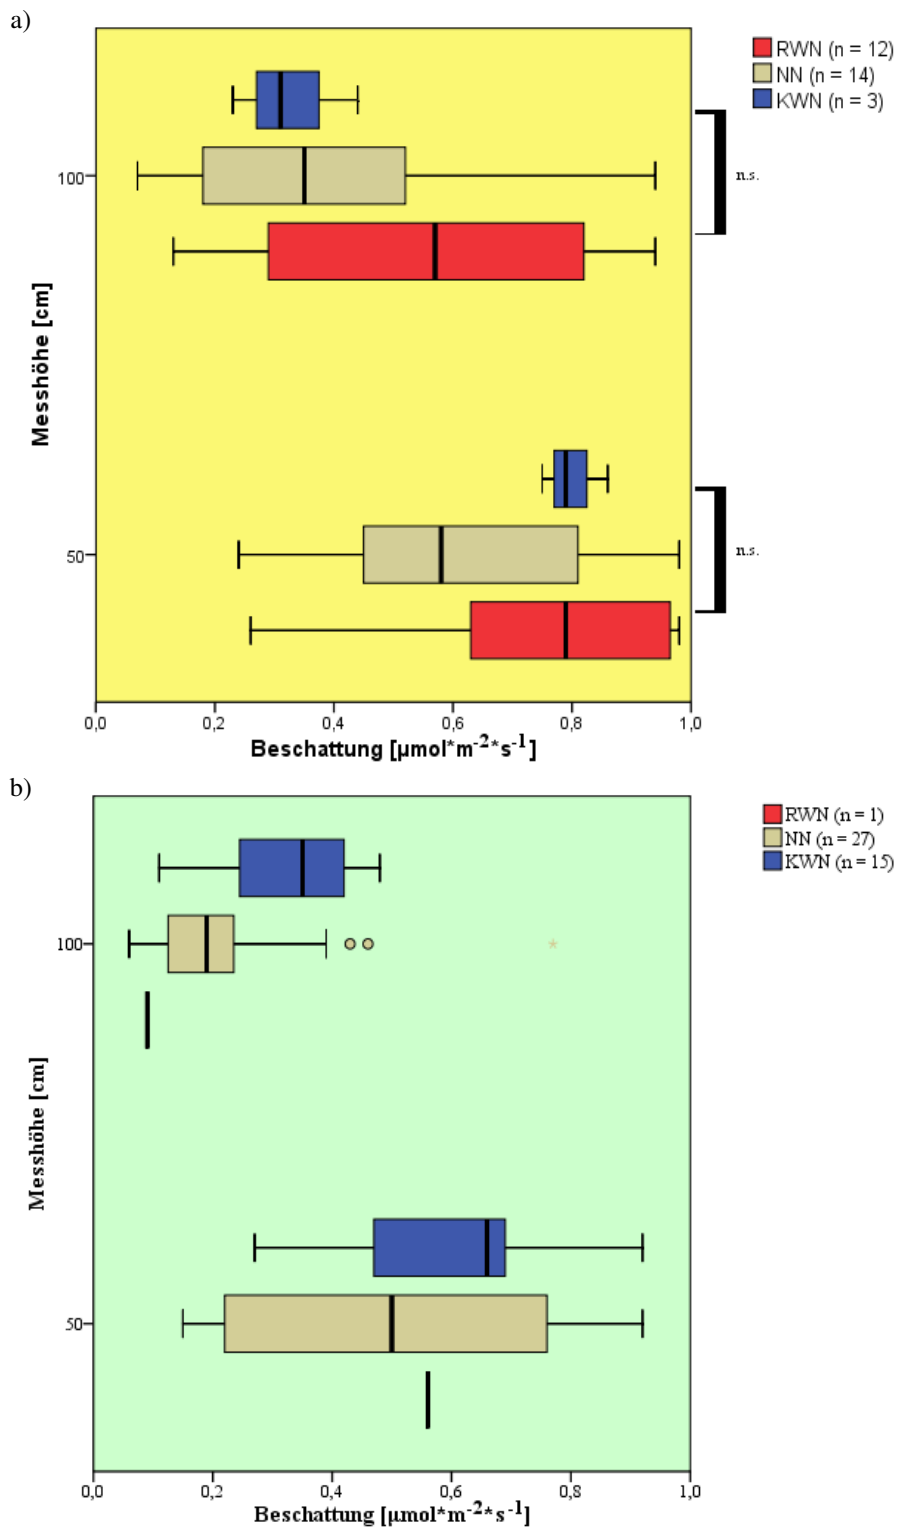 a)
RWN (n = 12)
NN (n = 14)
KWN (n = 3)
100
n.s.
Messhöhe [cm]
50
n.s.
0,0 0,2 0,4 0,6 0,8 1,0
Beschattung [µmol*m-2*s-1]
b)
RWN (n = 1)
NN (n = 27)
KWN (n = 15)
100
Messhöhe [cm]
50
0,0 0,2 0,4 0,6 0,8 1,0
Beschattung [µmol*m-2*s-1]